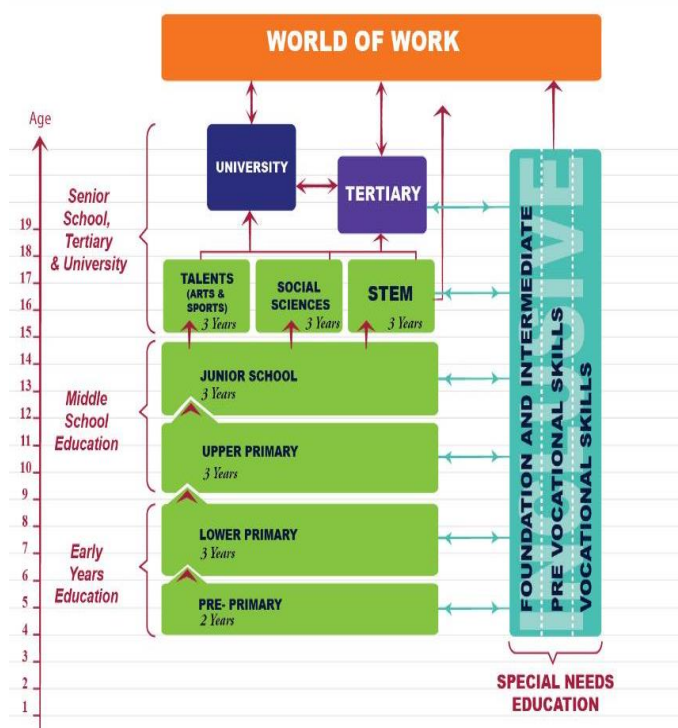 WORLD OF WORK
Age
UNIVERSITY
TERTIARY
Senior
School,
Tertiary
& University
TALENTS
(ARTS &
SPORTS)
3 Years
SOCIAL
SCIENCES
3 Years
STEM
3 Years
JUNIOR SCHOOL
3 Years
Middle
School
Education
UPPER PRIMARY
3 Years
LOWER PRIMARY
3 Years
Early
Years
Education
PRE- PRIMARY
2 Years
19
18
17
16
15
14
13
12
11
10
9
8
7
6
5
4
3
2
1
INCLUSIVE
FOUNDATION AND INTERMEDIATE
PRE VOCATIONAL SKILLS
VOCATIONAL SKILLS
SPECIAL NEEDS
EDUCATION